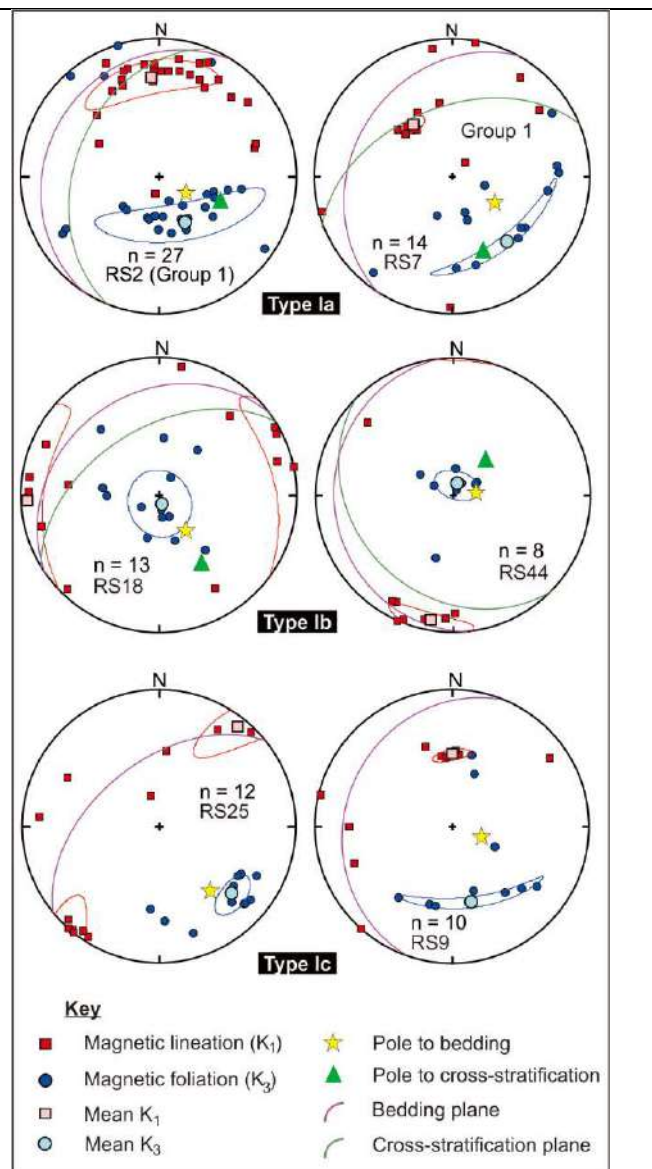 N
N
Group 1
n = 27
RS2 (Group 1)
n = 14
RS7
Type Ia
N
N
n = 13
RS18
n = 8
RS44
Type Ib
N
N
n = 12
RS25
n = 10
RS9
Type Ic
Key
Magnetic lineation (K1)
Pole to bedding
Magnetic foliation (K3)
Pole to cross-stratification
Mean K1
Bedding plane
Mean K3
Cross-stratification plane